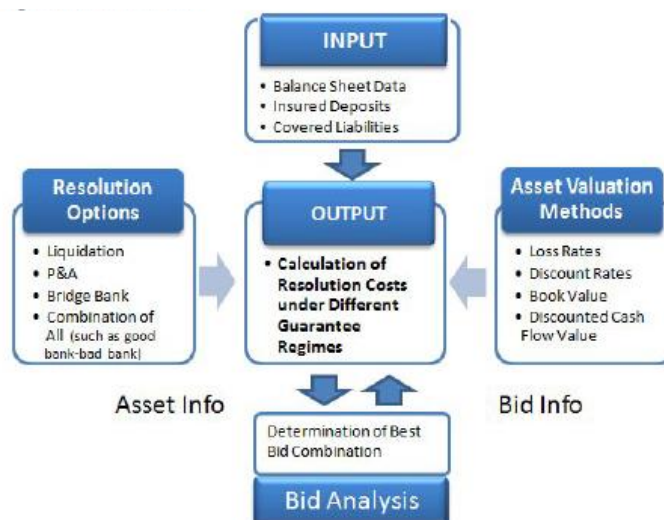 INPUT
• Balance Sheet Data
• Insured Deposits
• Covered Liabilities
Resolution
Options
• Liquidation
• P&A
• Bridge Bank
• Combination of
All (such as good
bank-bad bank)
OUTPUT
• Calculation of
Resolution Costs
under Different
Guarantee
Regimes
Asset Valuation
Methods
• Loss Rates
• Discount Rates
• Book Value
• Discounted Cash
Flow Value
Asset Info
Bid Info
Determination of Best
Bid Combination
Bid Analysis